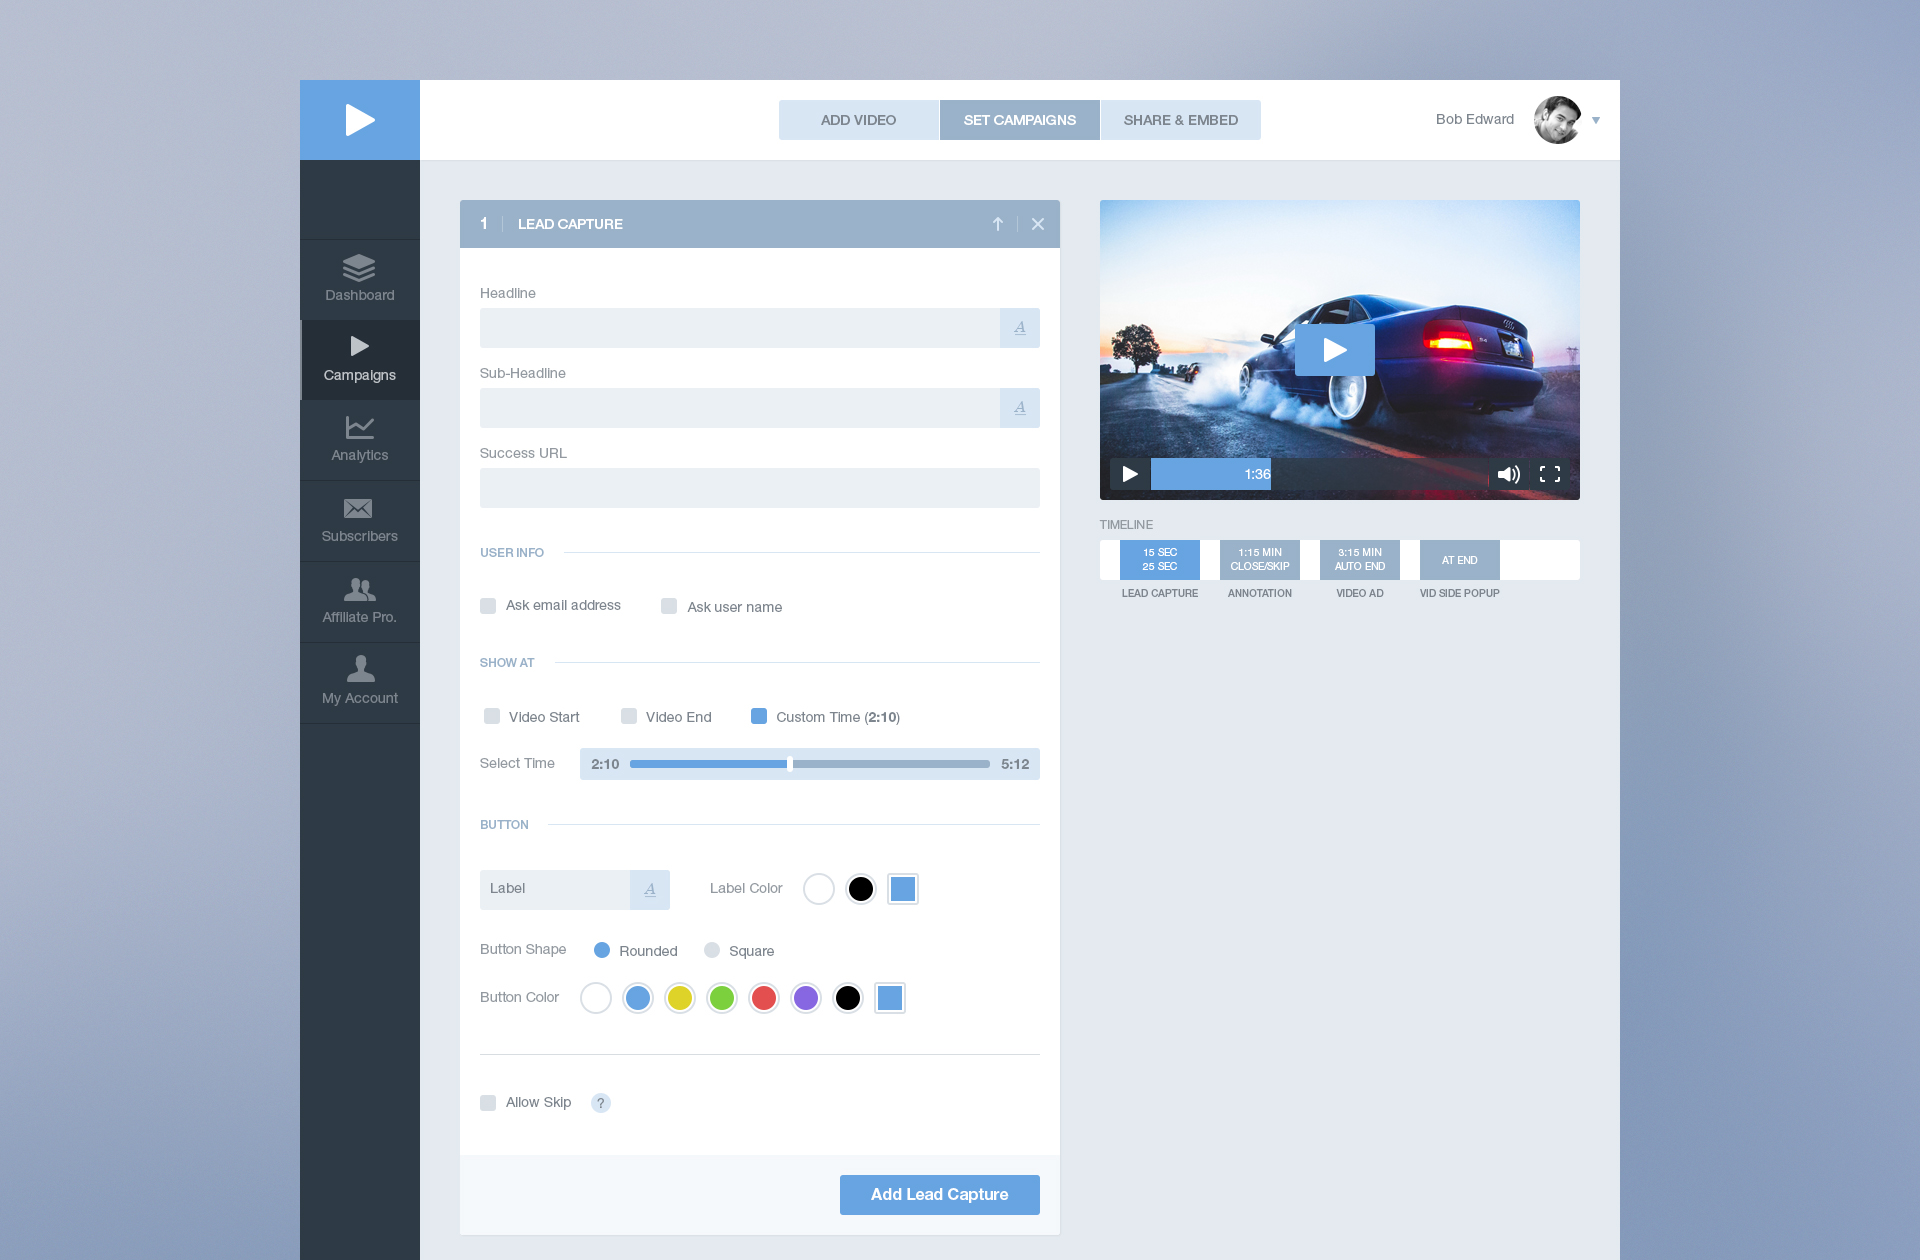 ADD VIDEO
SET CAMPAIGNS
SHARE & EMBED
Bob Edward
Dashboard
Campaigns
Analytics
Subscribers
Affiliate Pro.
My Account
1
LEAD CAPTURE
Headline
A
Sub-Headline
A
Success URL
USER INFO
Ask email address
Ask user name
SHOW AT
Video Start
Video End
Custom Time (2:10)
Select Time
2:10
5:12
BUTTON
Label
A
Label Color
Button Shape
Rounded
Square
Button Color
Allow Skip
?
Add Lead Capture
1:36
TIMELINE
15 SEC
25 SEC
1:15 MIN
CLOSE/SKIP
3:15 MIN
AUTO END
AT END
LEAD CAPTURE
ANNOTATION
VIDEO AD
VID SIDE POPUP